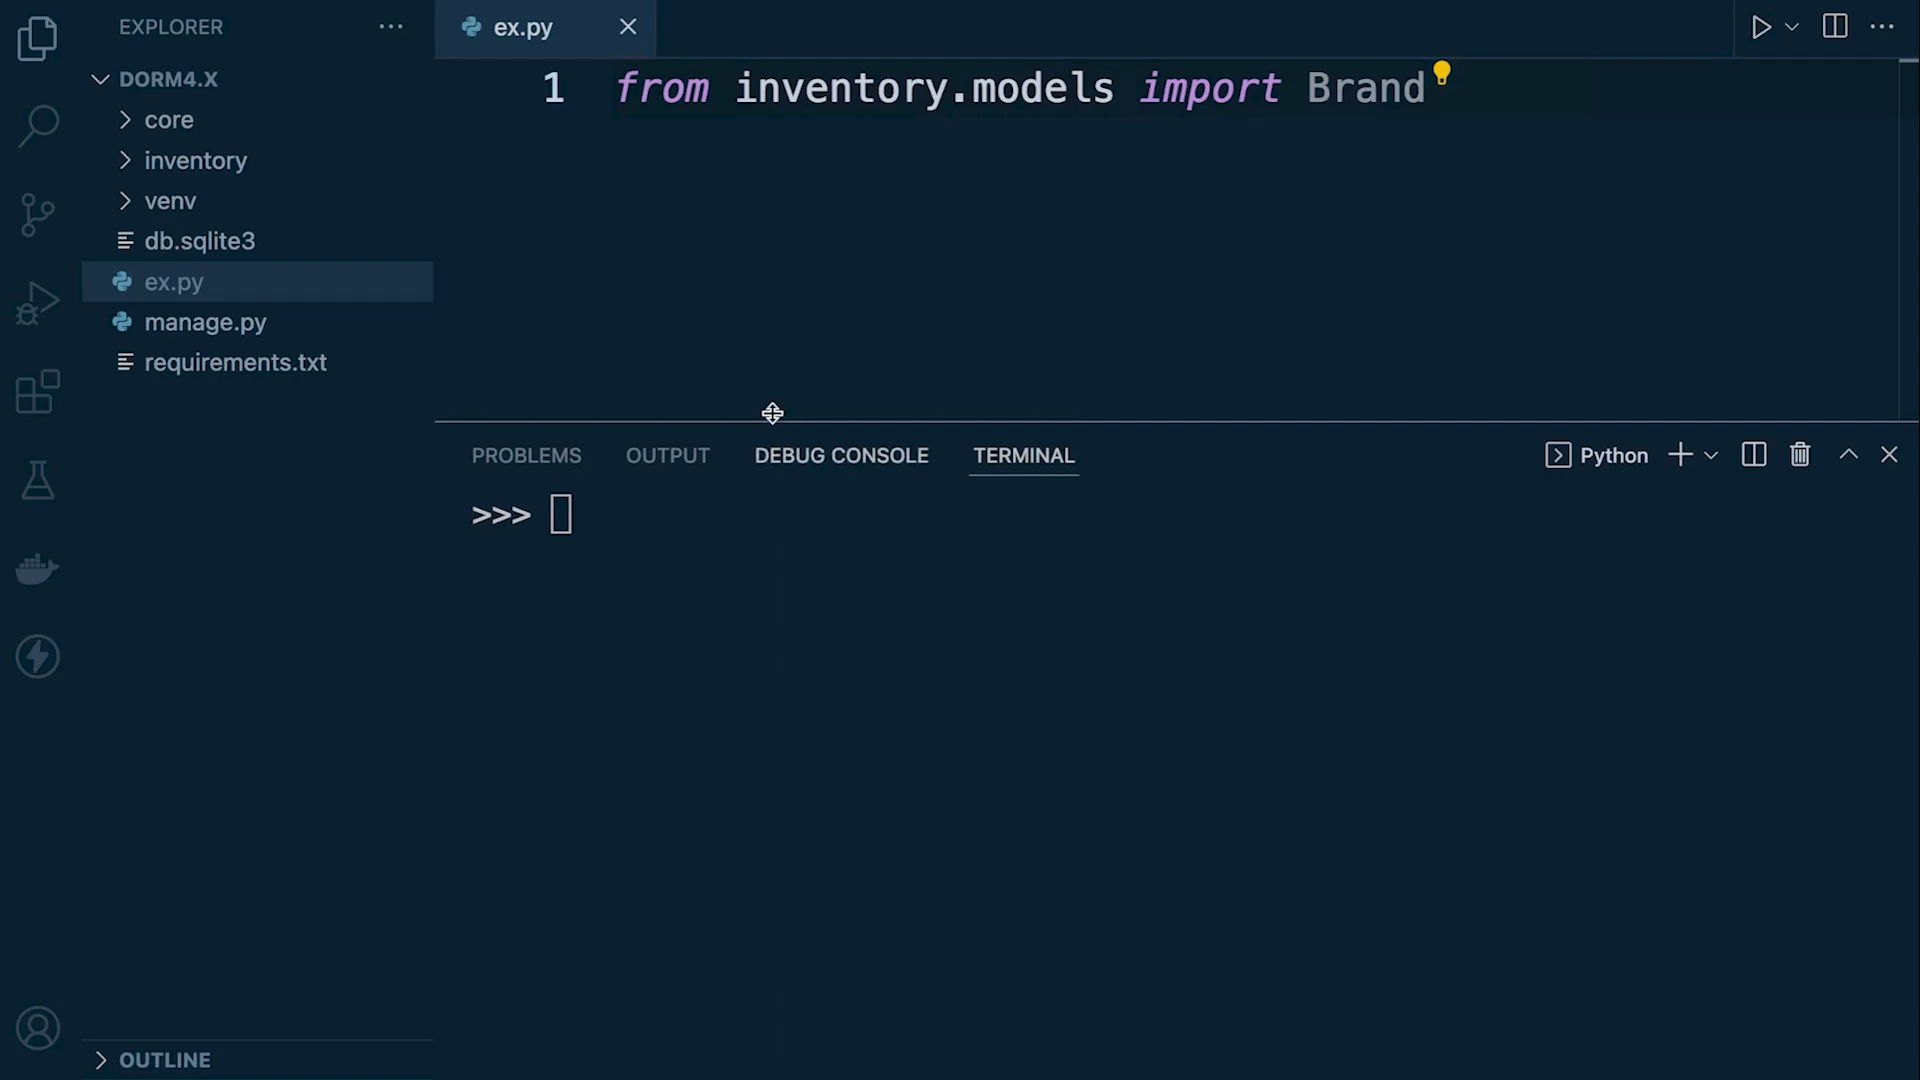 EXPLORER
DORM4.X
core
inventory
venv
db.sqlite3
ex.py
manage.py
requirements.txt
OUTLINE
ex.py
1 from inventory.models import Brand
PROBLEMS OUTPUT DEBUG CONSOLE TERMINAL
Python
>>>